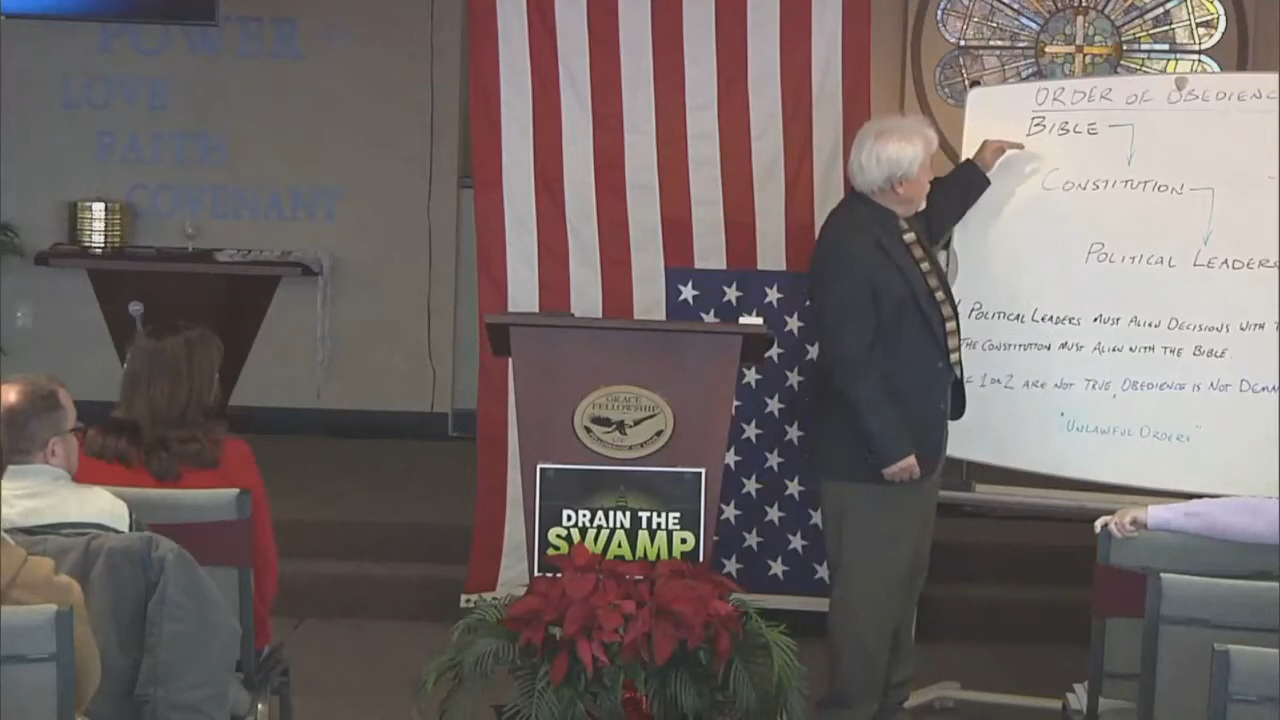 POWER
LOVE
FAITH
COVENANT
ORDER OF OBEDIENC
BIBLE
CONSTITUTION
POLITICAL LEADERS
POLITICAL LEADERS MUST ALIGN DECISIONS WITH T
THE CONSTITUTION MUST ALIGN WITH THE BIBLE.
F 1 OR 2 ARE NOT TRUE, OBEDIENCE IS NOT DEMA
"UNLAWFUL ORDERS"
GRACE
FELLOWSHIP
DRAIN THE
SWAMP